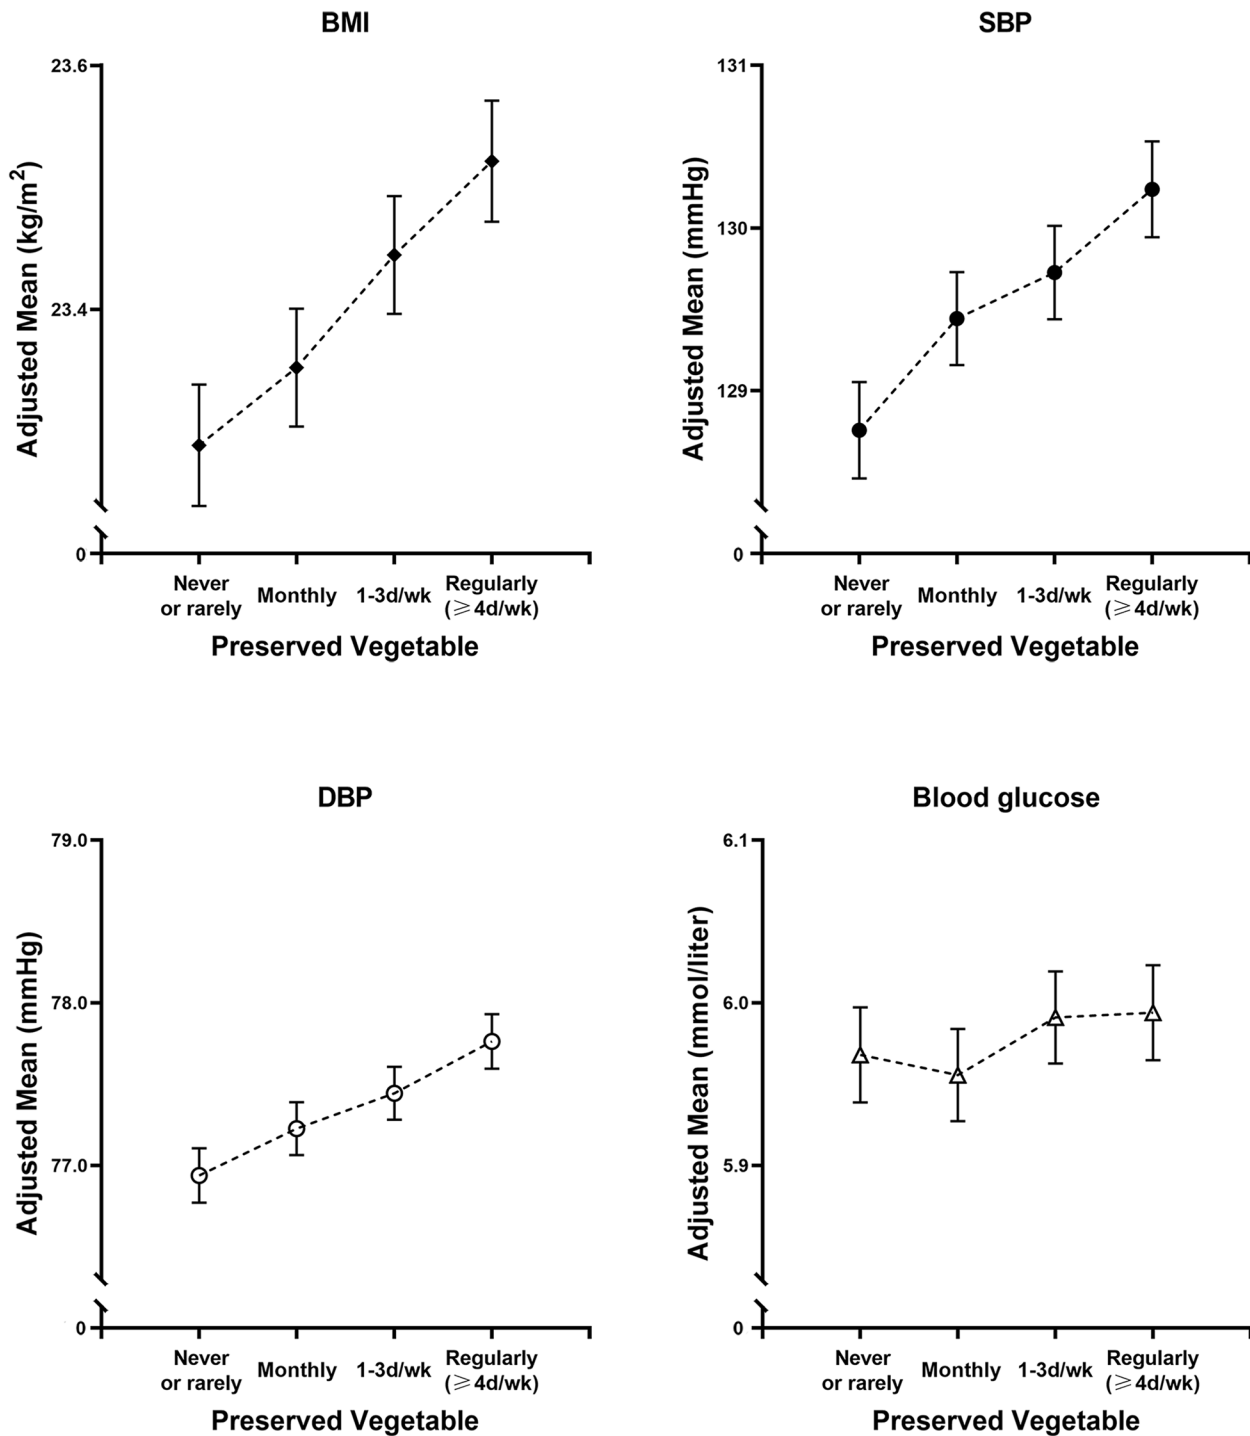 BMI
Adjusted Mean (kg/m²)
23.6
23.4
0
Never
or rarely
Monthly
1-3d/wk
Regularly
(⩾4d/wk)
Preserved Vegetable
SBP
Adjusted Mean (mmHg)
131
130
129
0
Never
or rarely
Monthly
1-3d/wk
Regularly
(⩾4d/wk)
Preserved Vegetable
DBP
Adjusted Mean (mmHg)
79.0
78.0
77.0
0
Never
or rarely
Monthly
1-3d/wk
Regularly
(⩾4d/wk)
Preserved Vegetable
Blood glucose
Adjusted Mean (mmol/liter)
6.1
6.0
5.9
0
Never
or rarely
Monthly
1-3d/wk
Regularly
(⩾4d/wk)
Preserved Vegetable